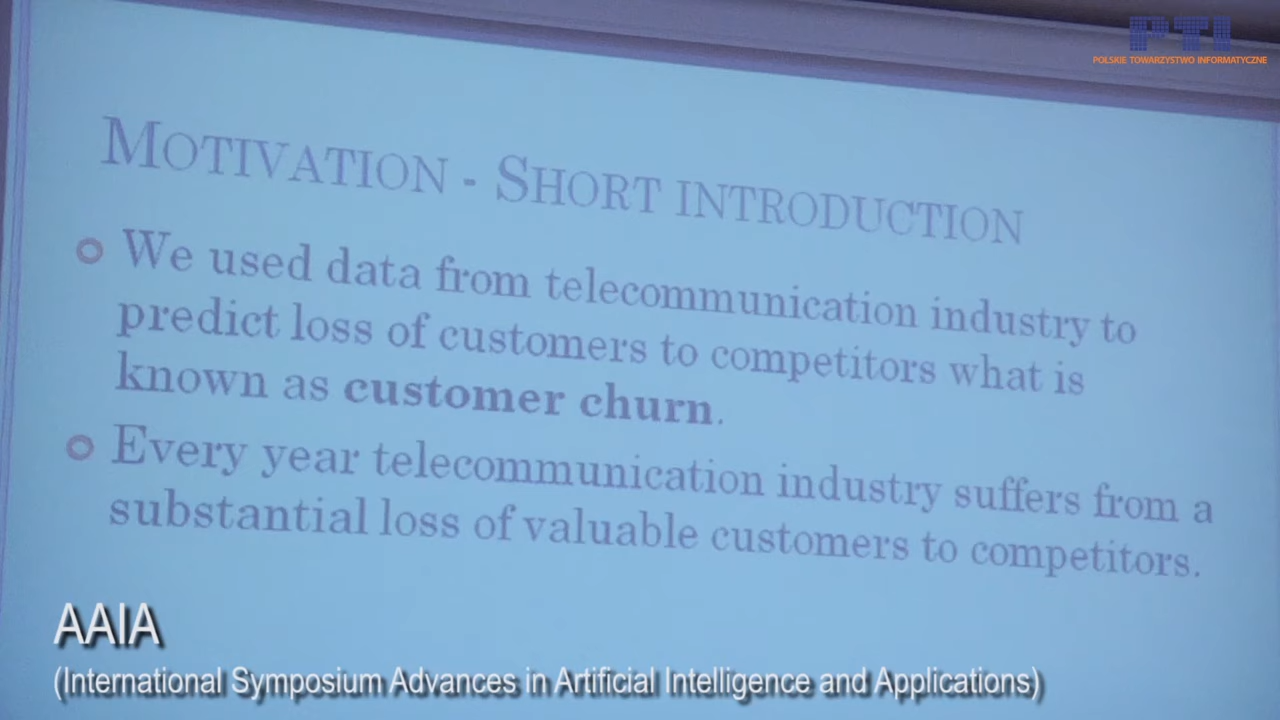 PTI
POLSKIE TOWARZYSTWO INFORMATYCZNE
MOTIVATION - SHORT INTRODUCTION
We used data from telecommunication industry to
predict loss of customers to competitors what is
known as customer churn.
Every year telecommunication industry suffers from a
substantial loss of valuable customers to competitors.
AAIA
(International Symposium Advances in Artificial Intelligence and Applications)